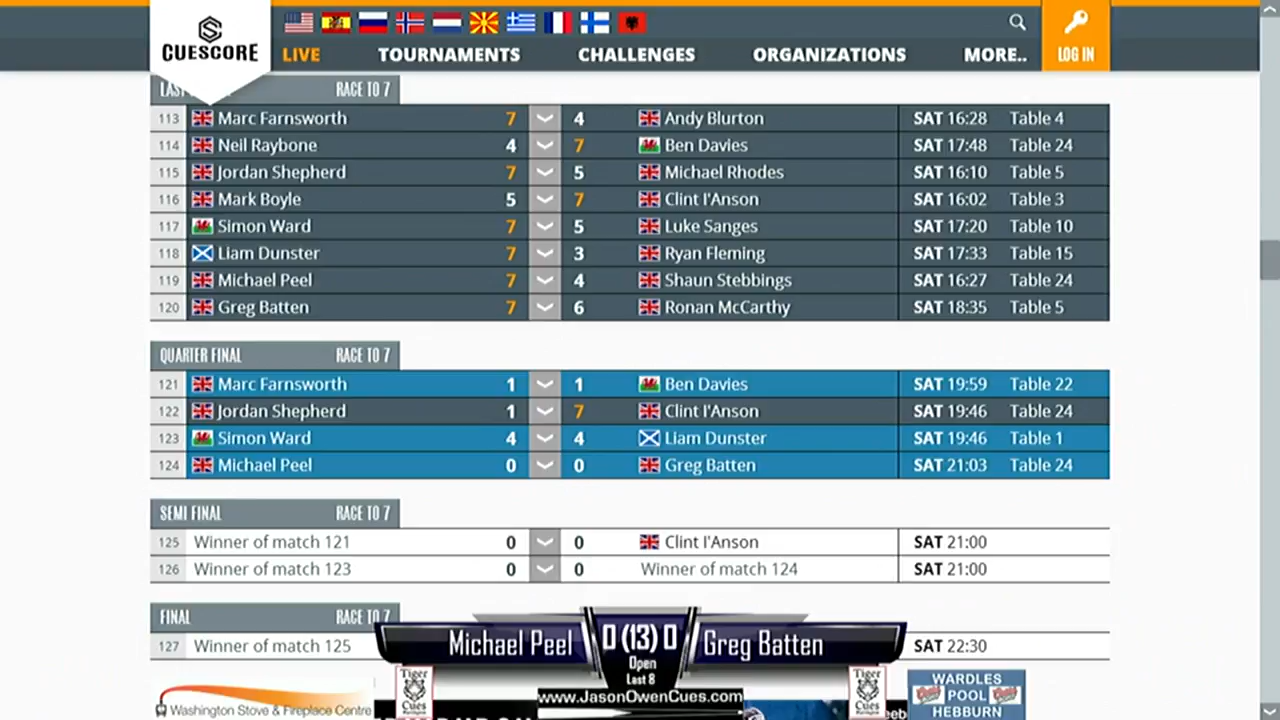 CUESCORE
LIVE TOURNAMENTS CHALLENGES ORGANIZATIONS MORE.. LOG IN
LAST RACE TO 7
113 Marc Farnsworth 7 4 Andy Blurton SAT 16:28 Table 4
114 Neil Raybone 4 7 Ben Davies SAT 17:48 Table 24
115 Jordan Shepherd 7 5 Michael Rhodes SAT 16:10 Table 5
116 Mark Boyle 5 7 Clint I'Anson SAT 16:02 Table 3
117 Simon Ward 7 5 Luke Sanges SAT 17:20 Table 10
118 Liam Dunster 7 3 Ryan Fleming SAT 17:33 Table 15
119 Michael Peel 7 4 Shaun Stebbings SAT 16:27 Table 24
120 Greg Batten 7 6 Ronan McCarthy SAT 18:35 Table 5
QUARTER FINAL RACE TO 7
121 Marc Farnsworth 1 1 Ben Davies SAT 19:59 Table 22
122 Jordan Shepherd 1 7 Clint I'Anson SAT 19:46 Table 24
123 Simon Ward 4 4 Liam Dunster SAT 19:46 Table 1
124 Michael Peel 0 0 Greg Batten SAT 21:03 Table 24
SEMI FINAL RACE TO 7
125 Winner of match 121 0 0 Clint I'Anson SAT 21:00
126 Winner of match 123 0 0 Winner of match 124 SAT 21:00
FINAL RACE TO 7
127 Winner of match 125 SAT 22:30
Michael Peel 0 (13) 0 Greg Batten
Open
Last 8
Tiger Cues
Tiger Cues
www.JasonOwenCues.com
Washington Stove & Fireplace Centre
WARDLES
POOL
HEBBURN